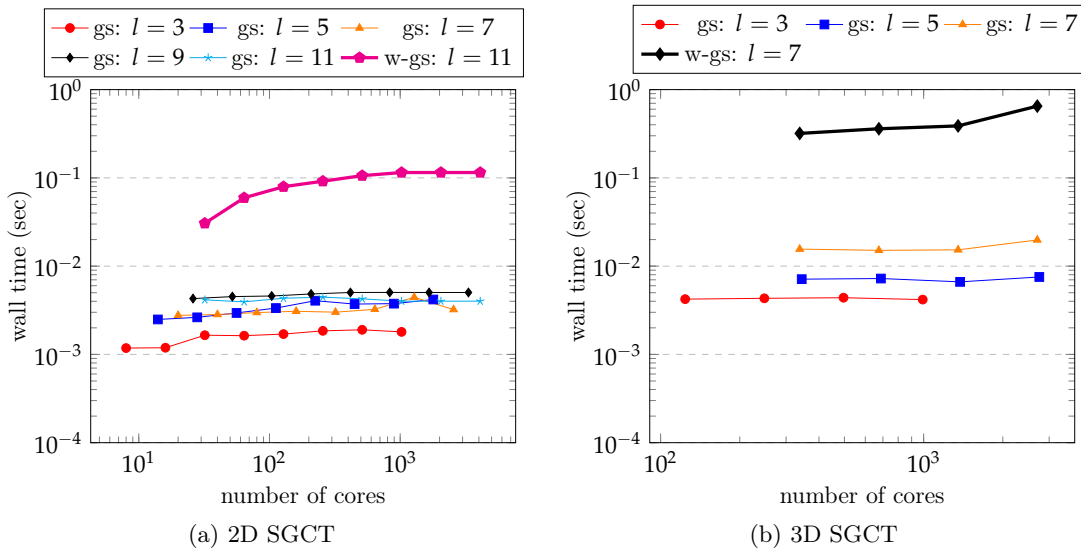 gs: l = 3 gs: l = 5 gs: l = 7
gs: l = 9 gs: l = 11 w-gs: l = 11
10^0
10^−1
10^−2
10^−3
10^−4
wall time (sec)
10^1 10^2 10^3
number of cores
(a) 2D SGCT
gs: l = 3 gs: l = 5 gs: l = 7
w-gs: l = 7
10^0
10^−1
10^−2
10^−3
10^−4
wall time (sec)
10^2 10^3
number of cores
(b) 3D SGCT